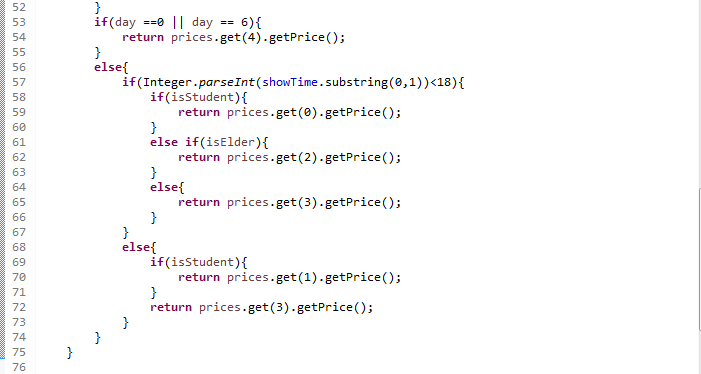 52 }
53 if(day ==0 || day == 6){
54 return prices.get(4).getPrice();
55 }
56 else{
57 if(Integer.parseInt(showTime.substring(0,1))<18){
58 if(isStudent){
59 return prices.get(0).getPrice();
60 }
61 else if(isElder){
62 return prices.get(2).getPrice();
63 }
64 else{
65 return prices.get(3).getPrice();
66 }
67 }
68 else{
69 if(isStudent){
70 return prices.get(1).getPrice();
71 }
72 return prices.get(3).getPrice();
73 }
74 }
75 }
76